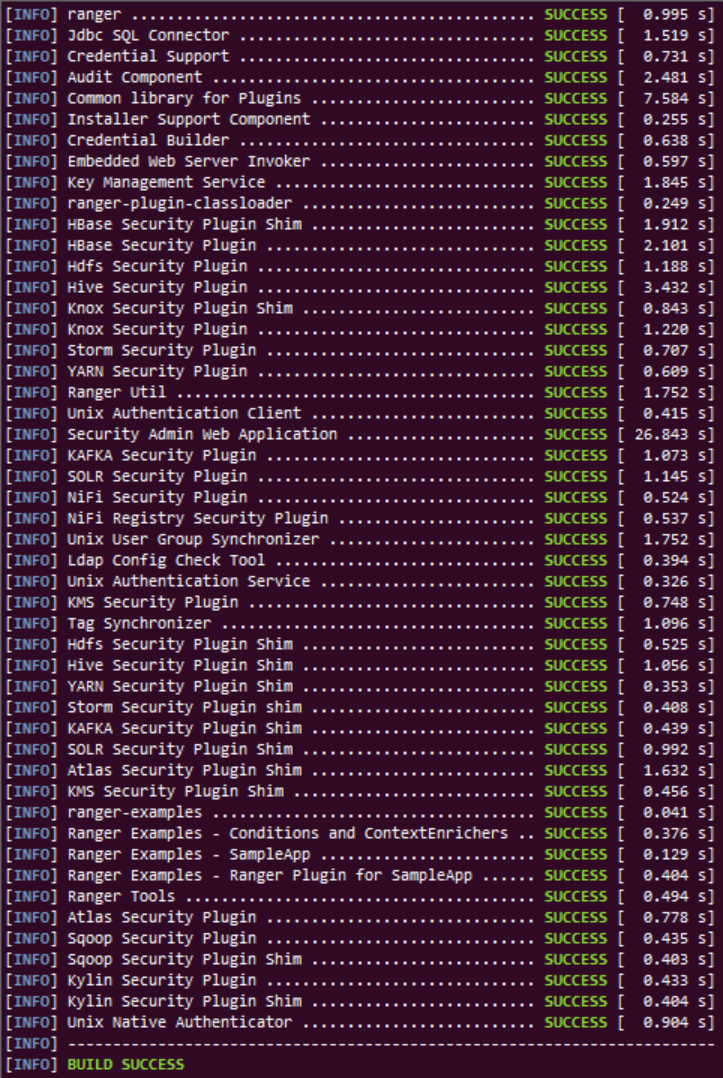 [INFO] ranger ............................................. SUCCESS [  0.995 s]
[INFO] Jdbc SQL Connector ................................. SUCCESS [  1.519 s]
[INFO] Credential Support ................................. SUCCESS [  0.731 s]
[INFO] Audit Component .................................... SUCCESS [  2.481 s]
[INFO] Common library for Plugins ......................... SUCCESS [  7.584 s]
[INFO] Installer Support Component ........................ SUCCESS [  0.255 s]
[INFO] Credential Builder ................................. SUCCESS [  0.638 s]
[INFO] Embedded Web Server Invoker ........................ SUCCESS [  0.597 s]
[INFO] Key Management Service ............................. SUCCESS [  1.845 s]
[INFO] ranger-plugin-classloader .......................... SUCCESS [  0.249 s]
[INFO] HBase Security Plugin Shim ......................... SUCCESS [  1.912 s]
[INFO] HBase Security Plugin .............................. SUCCESS [  2.101 s]
[INFO] Hdfs Security Plugin ............................... SUCCESS [  1.188 s]
[INFO] Hive Security Plugin ............................... SUCCESS [  3.432 s]
[INFO] Knox Security Plugin Shim .......................... SUCCESS [  0.843 s]
[INFO] Knox Security Plugin ............................... SUCCESS [  1.220 s]
[INFO] Storm Security Plugin .............................. SUCCESS [  0.707 s]
[INFO] YARN Security Plugin ............................... SUCCESS [  0.609 s]
[INFO] Ranger Util ........................................ SUCCESS [  1.752 s]
[INFO] Unix Authentication Client ......................... SUCCESS [  0.415 s]
[INFO] Security Admin Web Application ..................... SUCCESS [ 26.843 s]
[INFO] KAFKA Security Plugin .............................. SUCCESS [  1.073 s]
[INFO] SOLR Security Plugin ............................... SUCCESS [  1.145 s]
[INFO] NiFi Security Plugin ............................... SUCCESS [  0.524 s]
[INFO] NiFi Registry Security Plugin ...................... SUCCESS [  0.537 s]
[INFO] Unix User Group Synchronizer ....................... SUCCESS [  1.752 s]
[INFO] Ldap Config Check Tool ............................. SUCCESS [  0.394 s]
[INFO] Unix Authentication Service ........................ SUCCESS [  0.326 s]
[INFO] KMS Security Plugin ................................ SUCCESS [  0.748 s]
[INFO] Tag Synchronizer ................................... SUCCESS [  1.096 s]
[INFO] Hdfs Security Plugin Shim .......................... SUCCESS [  0.525 s]
[INFO] Hive Security Plugin Shim .......................... SUCCESS [  1.056 s]
[INFO] YARN Security Plugin Shim .......................... SUCCESS [  0.353 s]
[INFO] Storm Security Plugin shim ......................... SUCCESS [  0.408 s]
[INFO] KAFKA Security Plugin Shim ......................... SUCCESS [  0.439 s]
[INFO] SOLR Security Plugin Shim .......................... SUCCESS [  0.992 s]
[INFO] Atlas Security Plugin Shim ......................... SUCCESS [  1.632 s]
[INFO] KMS Security Plugin Shim ........................... SUCCESS [  0.456 s]
[INFO] ranger-examples .................................... SUCCESS [  0.041 s]
[INFO] Ranger Examples - Conditions and ContextEnrichers .. SUCCESS [  0.376 s]
[INFO] Ranger Examples - SampleApp ........................ SUCCESS [  0.129 s]
[INFO] Ranger Examples - Ranger Plugin for SampleApp ...... SUCCESS [  0.404 s]
[INFO] Ranger Tools ....................................... SUCCESS [  0.494 s]
[INFO] Atlas Security Plugin .............................. SUCCESS [  0.778 s]
[INFO] Sqoop Security Plugin .............................. SUCCESS [  0.435 s]
[INFO] Sqoop Security Plugin Shim ......................... SUCCESS [  0.403 s]
[INFO] Kylin Security Plugin .............................. SUCCESS [  0.433 s]
[INFO] Kylin Security Plugin Shim ......................... SUCCESS [  0.404 s]
[INFO] Unix Native Authenticator .......................... SUCCESS [  0.904 s]
[INFO] ------------------------------------------------------------------------
[INFO] BUILD SUCCESS